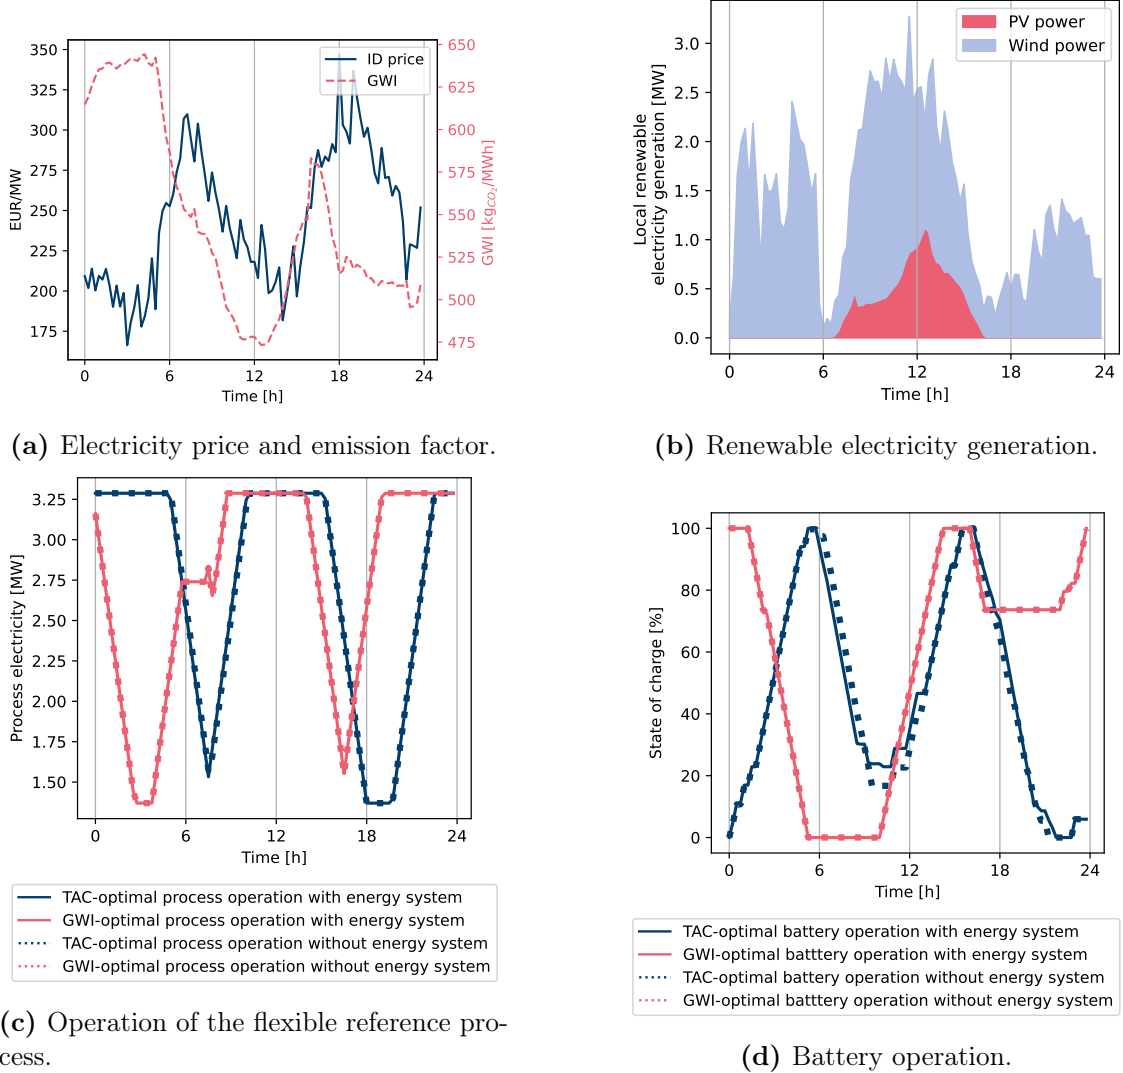 350
325
300
275
250
225
200
175
EUR/MW
0
6
12
18
24
Time [h]
650
625
600
575
550
525
500
475
GWI [kgCO2/MWh]
ID price
GWI
(a) Electricity price and emission factor.
3.0
2.5
2.0
1.5
1.0
0.5
0.0
Local renewable
electricity generation [MW]
0
6
12
18
24
Time [h]
PV power
Wind power
(b) Renewable electricity generation.
3.25
3.00
2.75
2.50
2.25
2.00
1.75
1.50
Process electricity [MW]
0
6
12
18
24
Time [h]
TAC-optimal process operation with energy system
GWI-optimal process operation with energy system
TAC-optimal process operation without energy system
GWI-optimal process operation without energy system
(c) Operation of the flexible reference pro-
cess.
100
80
60
40
20
0
State of charge [%]
0
6
12
18
24
Time [h]
TAC-optimal battery operation with energy system
GWI-optimal batttery operation with energy system
TAC-optimal battery operation without energy system
GWI-optimal batttery operation without energy system
(d) Battery operation.